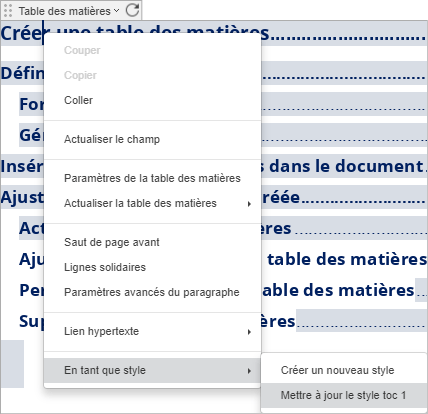 Table des matières
Créer une table des matières
Défin
Couper
Copier
For
Coller
Gén
Actualiser le champ
Insér s dans le document
Paramètres de la table des matières
Ajust réée
Actualiser la table des matières
Act res
Saut de page avant
Aju table des matières
Lignes solidaires
Per able des matières
Paramètres avancés du paragraphe
Sup ères
Lien hypertexte
En tant que style
Créer un nouveau style
Mettre à jour le style toc 1